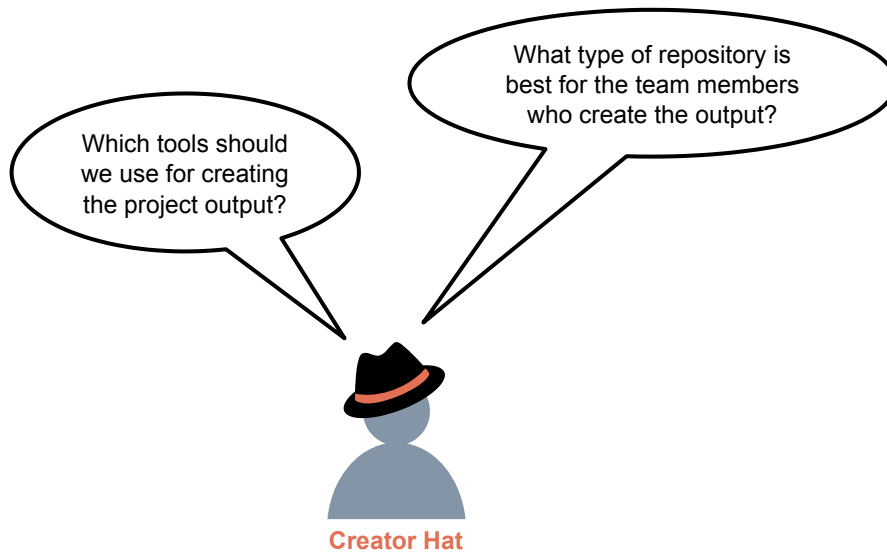 Which tools should
we use for creating
the project output?
What type of repository is
best for the team members
who create the output?
Creator Hat